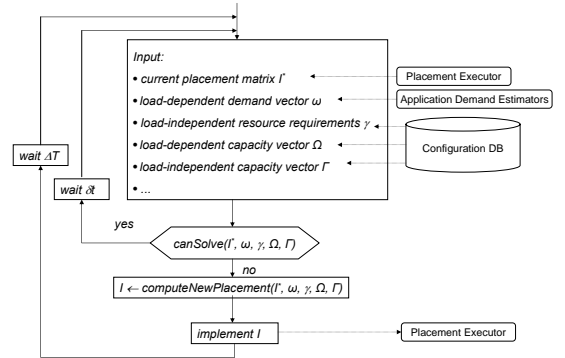 Input:
• current placement matrix I*
Placement Executor
• load-dependent demand vector ω
Application Demand Estimators
• load-independent resource requirements γ
• load-dependent capacity vector Ω
Configuration DB
• load-independent capacity vector Γ
• ...
wait ΔT
wait δt
yes
canSolve(I*, ω, γ, Ω, Γ)
no
I ← computeNewPlacement(I*, ω, γ, Ω, Γ)
implement I
Placement Executor